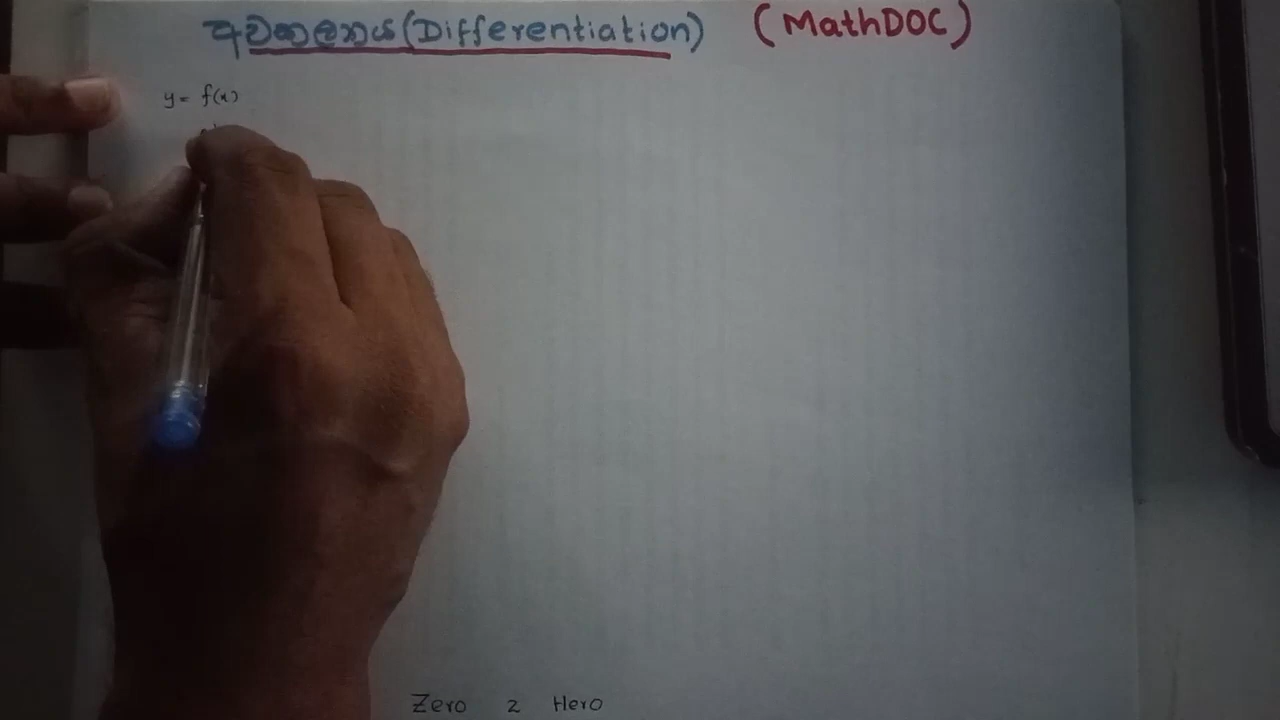 අවකලනය (Differentiation) (MathDOC)
y = f(x)
Zero 2 Hero